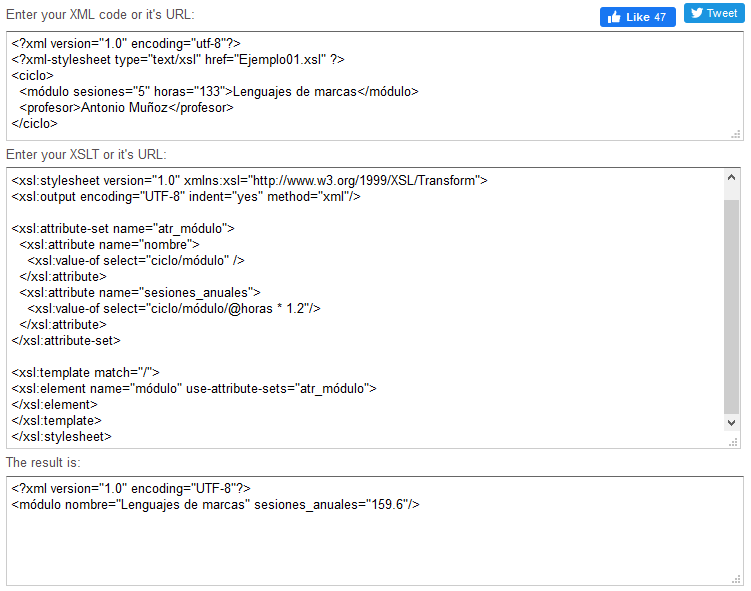 Enter your XML code or it's URL:
Like 47
Tweet
<?xml version="1.0" encoding="utf-8"?>
<?xml-stylesheet type="text/xsl" href="Ejemplo01.xsl" ?>
<ciclo>
  <módulo sesiones="5" horas="133">Lenguajes de marcas</módulo>
  <profesor>Antonio Muñoz</profesor>
</ciclo>
Enter your XSLT or it's URL:
<xsl:stylesheet version="1.0" xmlns:xsl="http://www.w3.org/1999/XSL/Transform">
<xsl:output encoding="UTF-8" indent="yes" method="xml"/>
<xsl:attribute-set name="atr_módulo">
  <xsl:attribute name="nombre">
    <xsl:value-of select="ciclo/módulo" />
  </xsl:attribute>
  <xsl:attribute name="sesiones_anuales">
    <xsl:value-of select="ciclo/módulo/@horas * 1.2"/>
  </xsl:attribute>
</xsl:attribute-set>
<xsl:template match="/">
<xsl:element name="módulo" use-attribute-sets="atr_módulo">
</xsl:element>
</xsl:template>
</xsl:stylesheet>
The result is:
<?xml version="1.0" encoding="UTF-8"?>
<módulo nombre="Lenguajes de marcas" sesiones_anuales="159.6"/>